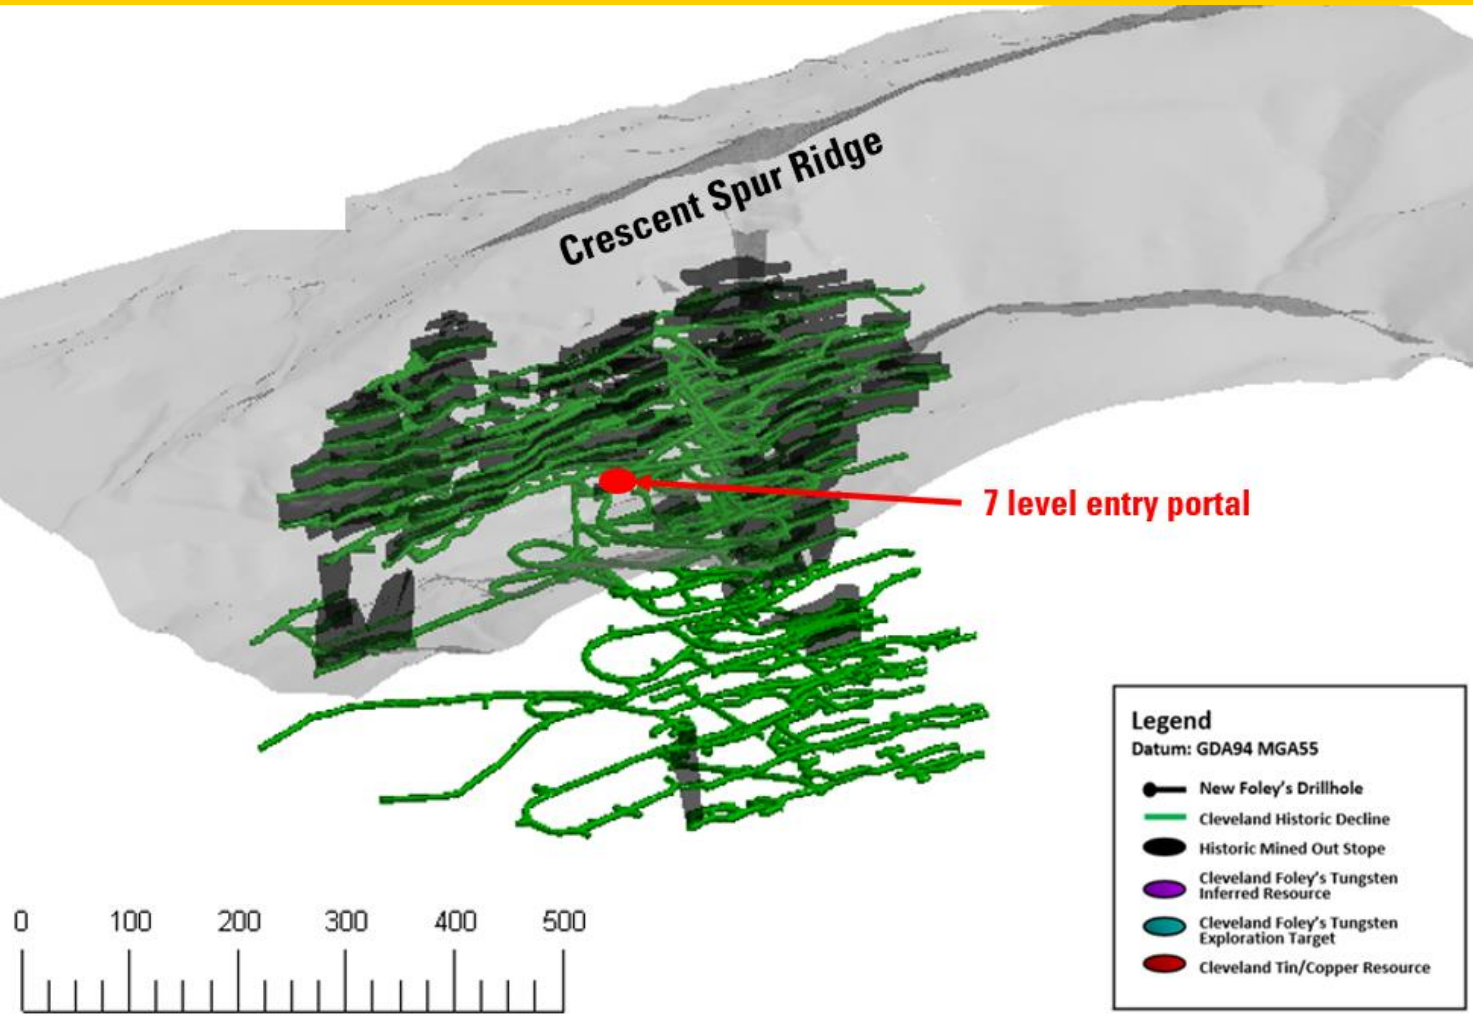 Crescent Spur Ridge
7 level entry portal
Legend
Datum: GDA94 MGA55
New Foley's Drillhole
Cleveland Historic Decline
Historic Mined Out Stope
Cleveland Foley's Tungsten
Inferred Resource
Cleveland Foley's Tungsten
Exploration Target
Cleveland Tin/Copper Resource
0 100 200 300 400 500